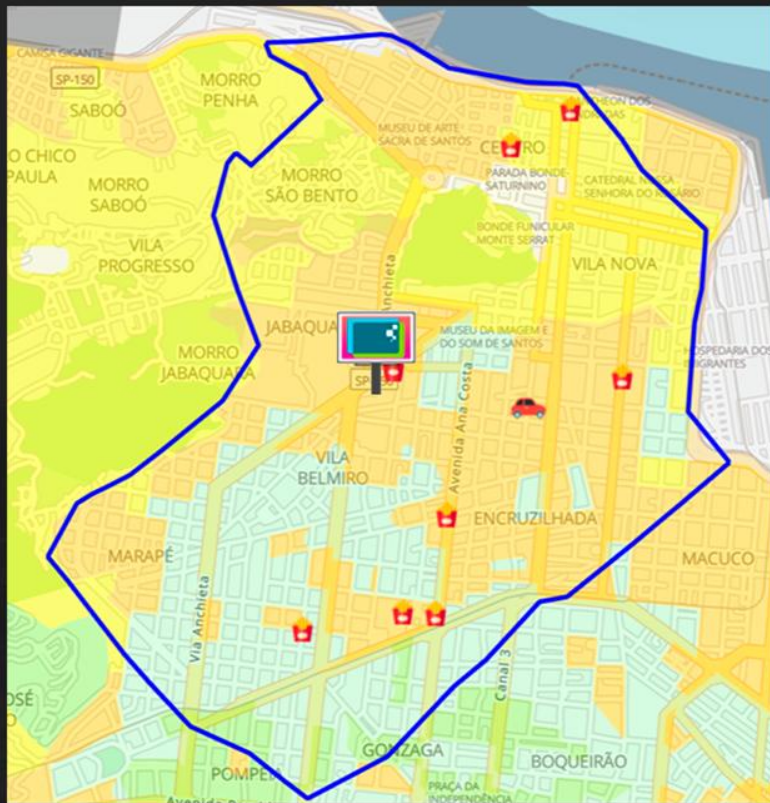 CAMISA GIGANTE
SP-150
SABOÓ
MORRO
PENHA
MUSEU DE ARTE
SACRA DE SANTOS
O CHICO
PAULA
MORRO
SABOÓ
MORRO
SÃO BENTO
PARADA BONDE
SATURNINO
CATEDRAL
SENHORA DO ROSÁRIO
VILA
PROGRESSO
BONDE FUNICULAR
MONTE SERRAT
VILA NOVA
Anchieta
JABAQUA
MUSEU DA IMAGEM E
DO SOM DE SANTOS
MORRO
JABAQUARA
HOSPEDARIA DOS
IMIGRANTES
Avenida Ana Costa
VILA
BELMIRO
ENCRUZILHADA
MARAPÉ
MACUCO
Via Anchieta
Canal 3
OSÉ
GONZAGA
BOQUEIRÃO
POMPEIA
PRAÇA DA
INDEPENDÊNCIA